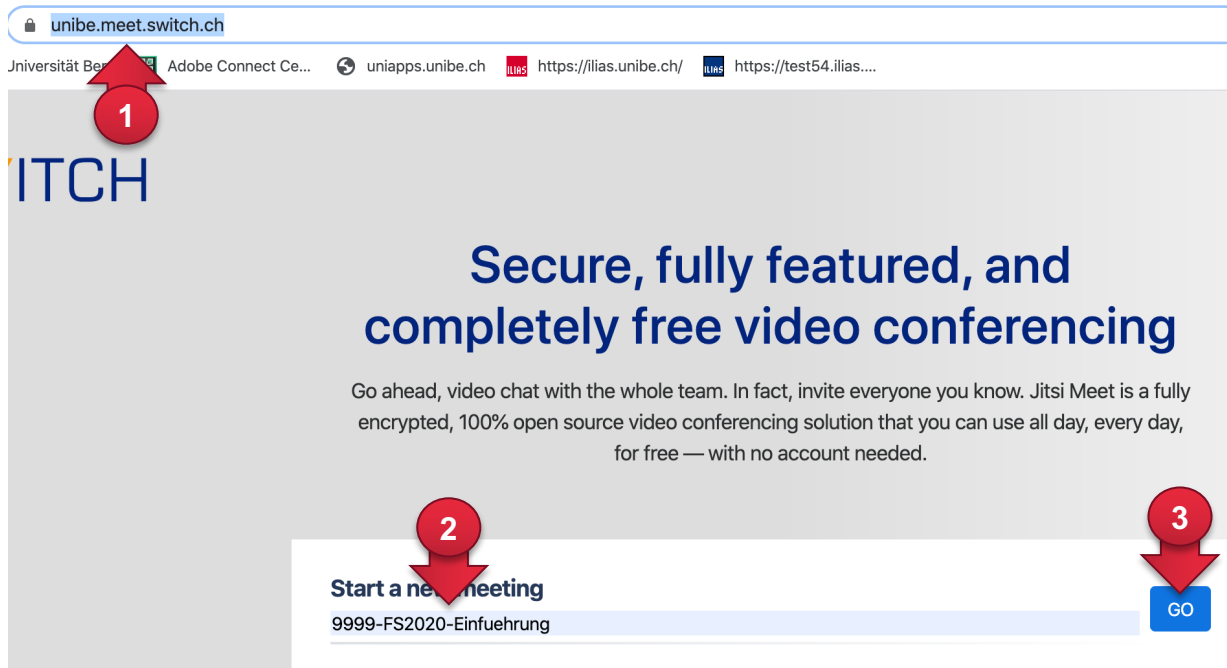 unibe.meet.switch.ch
Universität Be
Adobe Connect Ce...
uniapps.unibe.ch
https://ilias.unibe.ch/
https://test54.ilias....
1
ITCH
Secure, fully featured, and
completely free video conferencing
Go ahead, video chat with the whole team. In fact, invite everyone you know. Jitsi Meet is a fully
encrypted, 100% open source video conferencing solution that you can use all day, every day,
for free — with no account needed.
2
3
Start a new meeting
9999-FS2020-Einfuehrung
GO